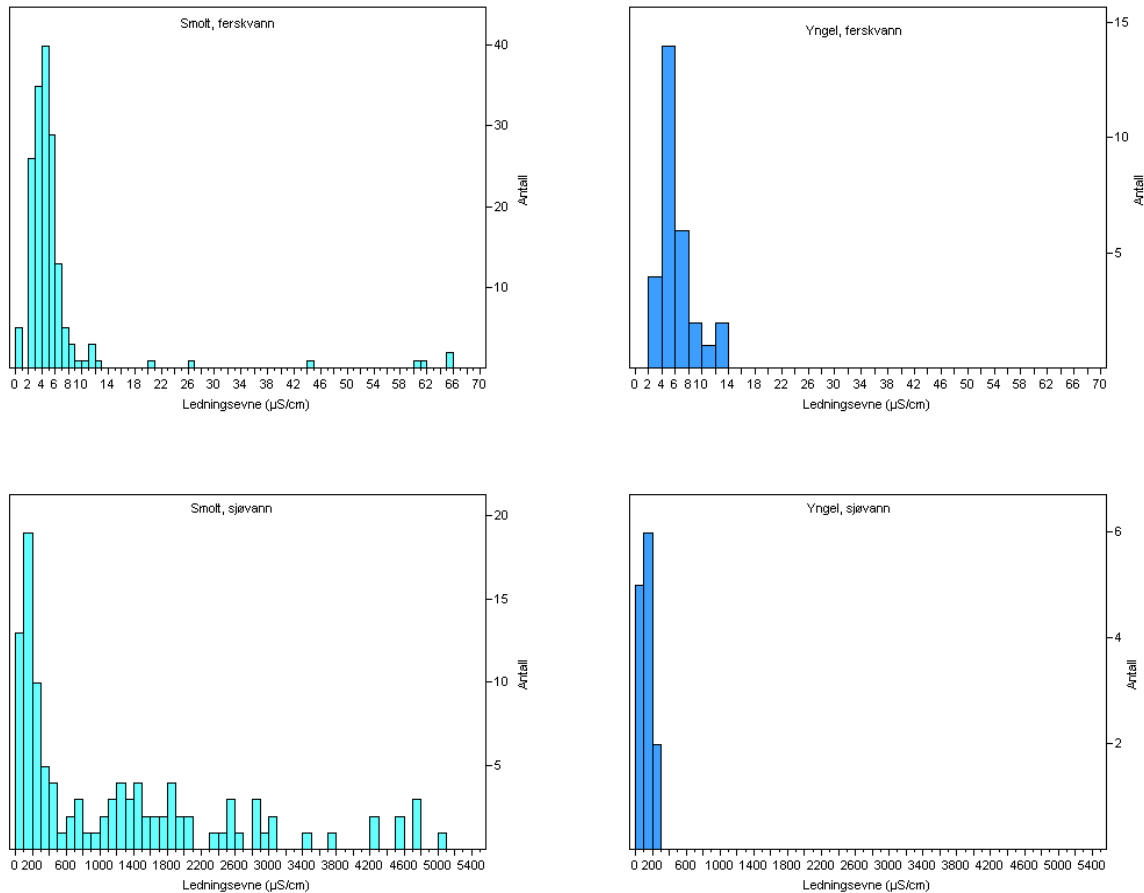 Smolt, ferskvann
40
30
20
10
Antall
0 2 4 6 8 10 14 18 22 26 30 34 38 42 46 50 54 58 62 66 70
Ledningsevne (µS/cm)
Yngel, ferskvann
15
10
5
Antall
0 2 4 6 8 10 14 18 22 26 30 34 38 42 46 50 54 58 62 66 70
Ledningsevne (µS/cm)
Smolt, sjøvann
20
15
10
5
Antall
0 200 600 1000 1400 1800 2200 2600 3000 3400 3800 4200 4600 5000 5400
Ledningsevne (µS/cm)
Yngel, sjøvann
6
4
2
Antall
0 200 600 1000 1400 1800 2200 2600 3000 3400 3800 4200 4600 5000 5400
Ledningsevne (µS/cm)